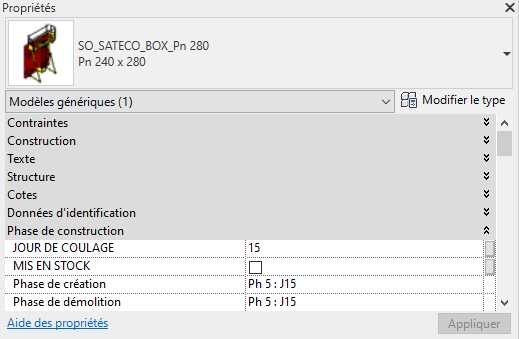 Propriétés
SO_SATECO_BOX_Pn 280
Pn 240 x 280
Modèles génériques (1)
Modifier le type
Contraintes
Construction
Texte
Structure
Cotes
Données d'identification
Phase de construction
JOUR DE COULAGE 15
MIS EN STOCK
Phase de création Ph 5 : J15
Phase de démolition Ph 5 : J15
Aide des propriétés
Appliquer